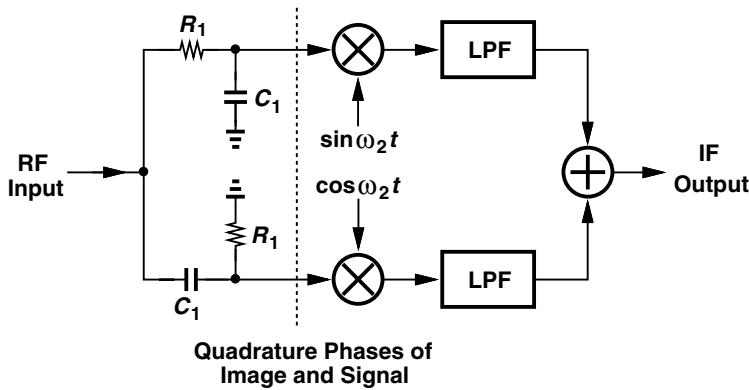 R1
LPF
C1
sinω2t
RF
Input
cosω2t
IF
Output
R1
LPF
C1
Quadrature Phases of
Image and Signal